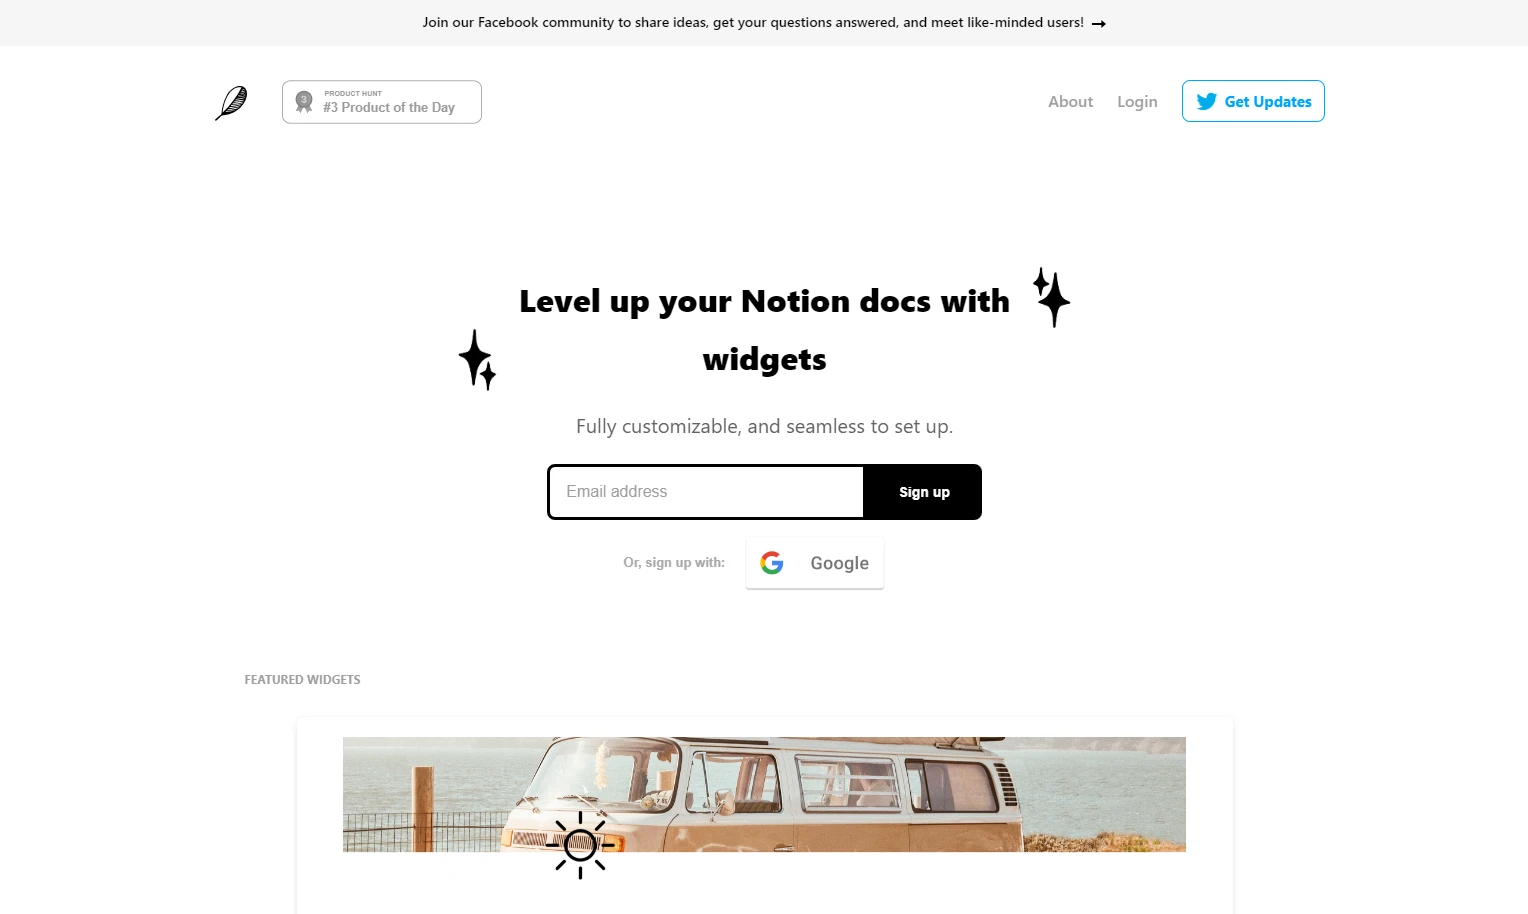 Join our Facebook community to share ideas, get your questions answered, and meet like-minded users! →
3
PRODUCT HUNT
#3 Product of the Day
About
Login
Get Updates
Level up your Notion docs with
widgets
Fully customizable, and seamless to set up.
Email address
Sign up
Or, sign up with:
Google
FEATURED WIDGETS